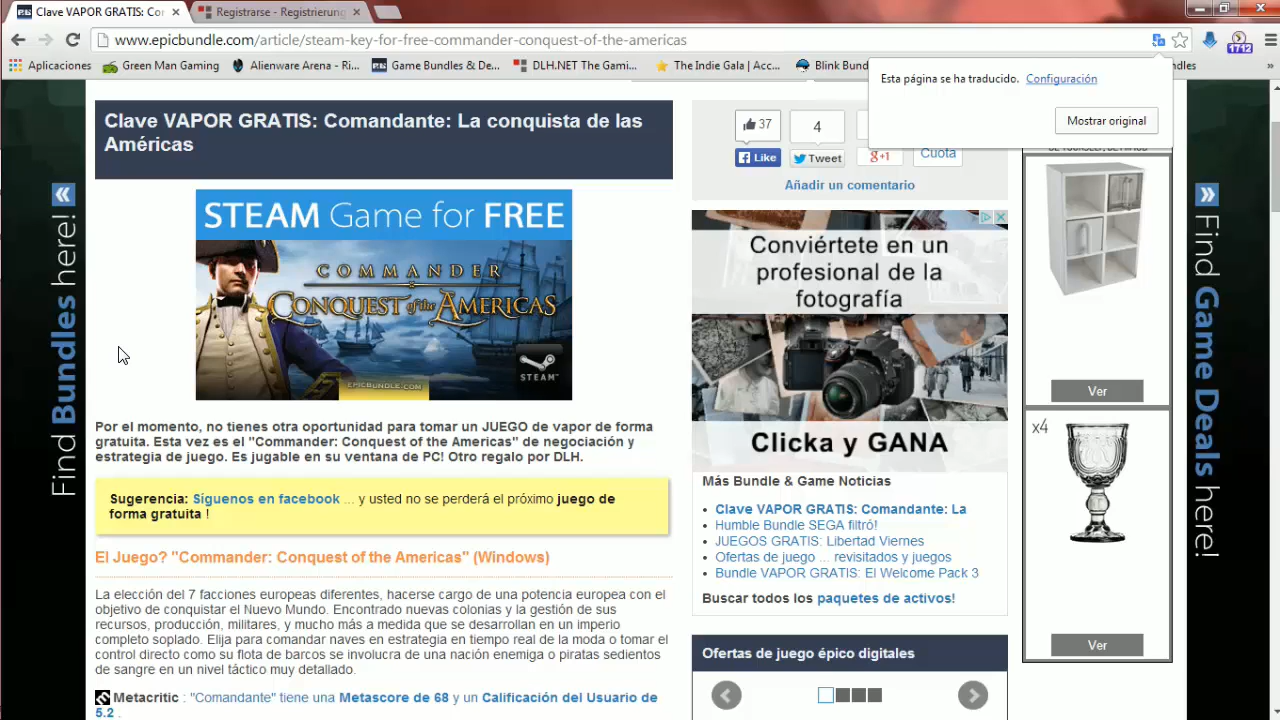 Clave VAPOR GRATIS: Cor
Registrarse - Registrierung
www.epicbundle.com/article/steam-key-for-free-commander-conquest-of-the-americas
1712
Aplicaciones
Green Man Gaming
Alienware Arena - Ri...
Game Bundles & De...
DLH.NET The Gami...
The Indie Gala | Acc...
Blink Bund
ndles
»
Esta página se ha traducido. Configuración
Mostrar original
Clave VAPOR GRATIS: Comandante: La conquista de las
Américas
STEAM Game for FREE
COMMANDER
CONQUEST of the AMERICAS
STEAM
EPICBUNDLE.COM
Por el momento, no tienes otra oportunidad para tomar un JUEGO de vapor de forma
gratuita. Esta vez es el "Commander: Conquest of the Americas" de negociación y
estrategia de juego. Es jugable en su ventana de PC! Otro regalo por DLH.
Sugerencia: Síguenos en facebook ... y usted no se perderá el próximo juego de
forma gratuita !
El Juego? "Commander: Conquest of the Americas" (Windows)
La elección del 7 facciones europeas diferentes, hacerse cargo de una potencia europea con el
objetivo de conquistar el Nuevo Mundo. Encontrado nuevas colonias y la gestión de sus
recursos, producción, militares, y mucho más a medida que se desarrollan en un imperio
completo soplado. Elija para comandar naves en estrategia en tiempo real de la moda o tomar el
control directo como su flota de barcos se involucra de una nación enemiga o piratas sedientos
de sangre en un nivel táctico muy detallado.
Metacritic : "Comandante" tiene una Metascore de 68 y un Calificación del Usuario de
5.2 .
« Find Bundles here!
37
4
Like
Tweet
g+1
Cuota
Añadir un comentario
Conviértete en un
profesional de la
fotografía
Clicka y GANA
Más Bundle & Game Noticias
• Clave VAPOR GRATIS: Comandante: La
• Humble Bundle SEGA filtró!
• JUEGOS GRATIS: Libertad Viernes
• Ofertas de juego ... revisitados y juegos
• Bundle VAPOR GRATIS: El Welcome Pack 3
Buscar todos los paquetes de activos!
Ofertas de juego épico digitales
Ver
x4
Ver
» Find Game Deals here!